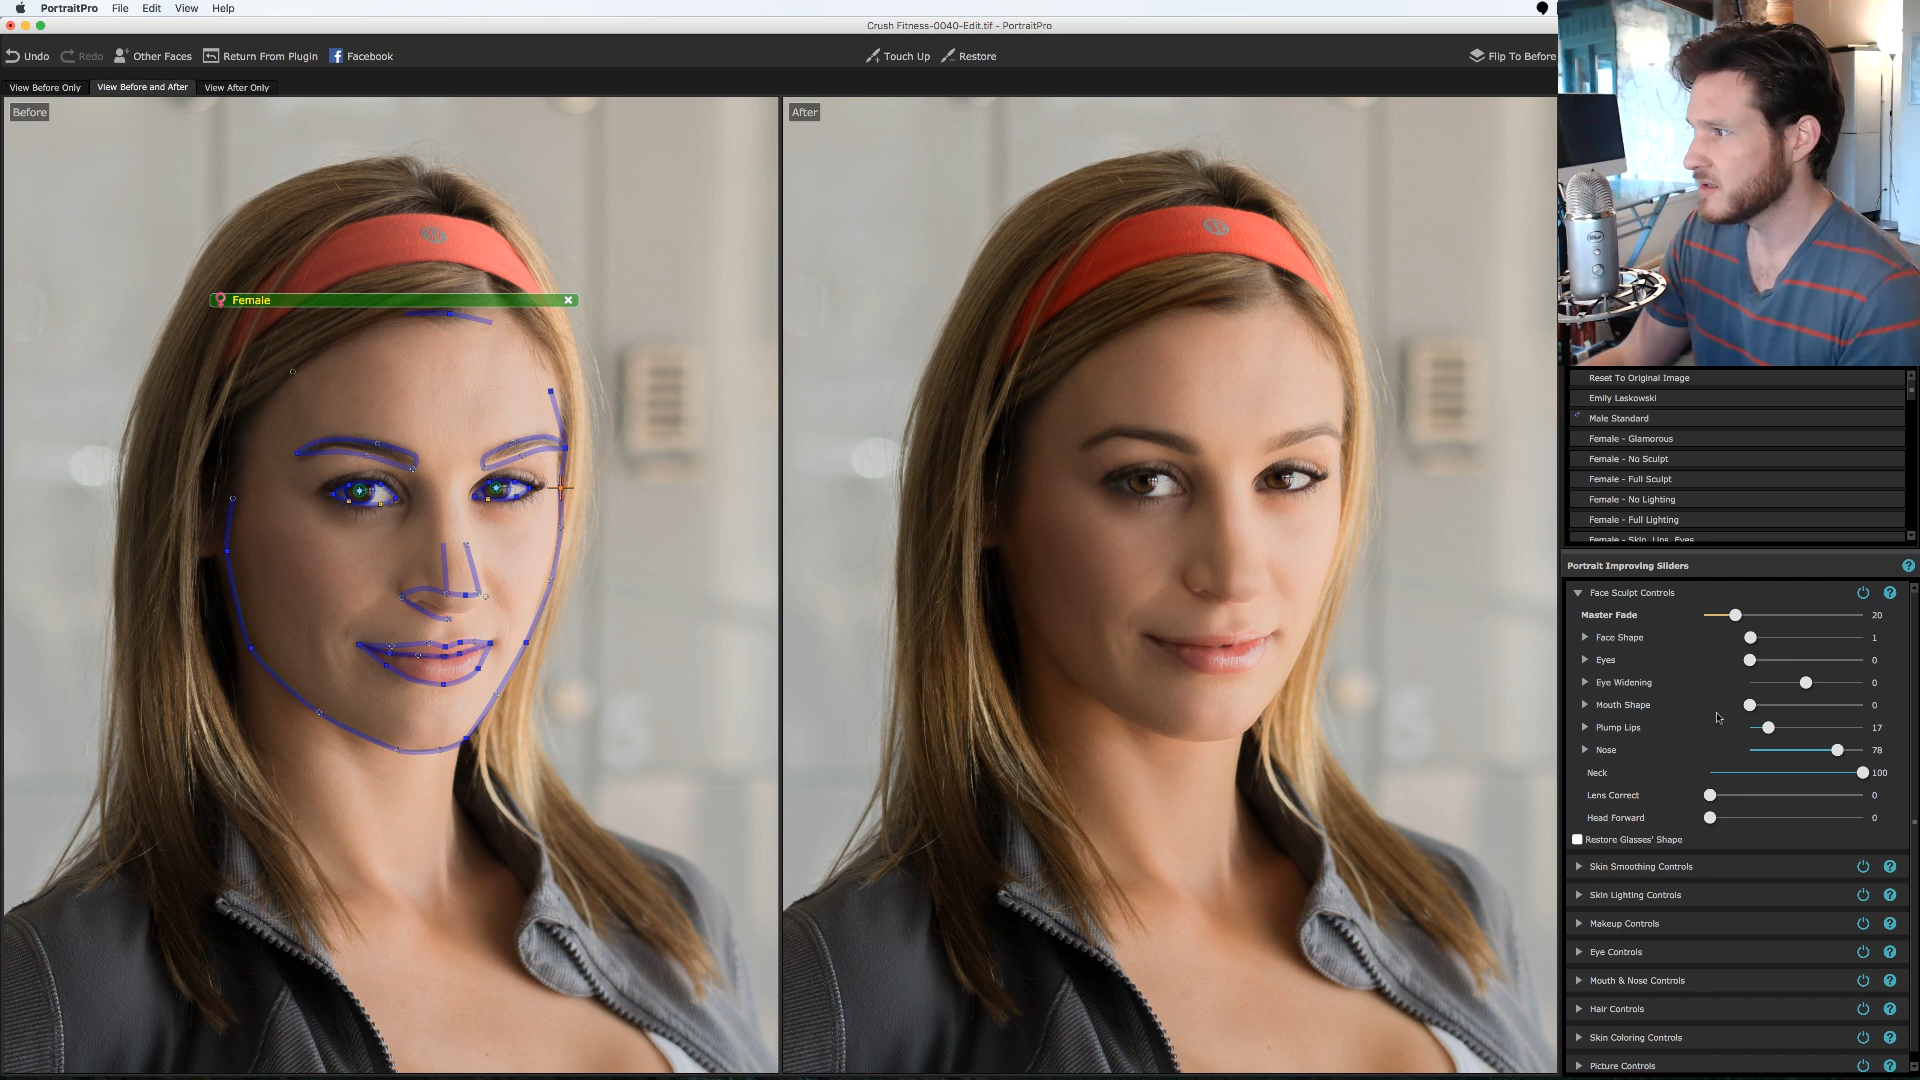 PortraitPro File Edit View Help
Crush Fitness-0040-Edit.tif - PortraitPro
Undo Redo Other Faces Return From Plugin Facebook Touch Up Restore Flip To Before
View Before Only View Before and After View After Only
Before
After
Female
Reset To Original Image
Emily Laskowski
Male Standard
Female - Glamorous
Female - No Sculpt
Female - Full Sculpt
Female - No Lighting
Female - Full Lighting
Female - Skin, Lips, Eyes
Portrait Improving Sliders
Face Sculpt Controls
Master Fade 20
Face Shape 1
Eyes 0
Eye Widening 0
Mouth Shape 0
Plump Lips 17
Nose 78
Neck 100
Lens Correct 0
Head Forward 0
Restore Glasses' Shape
Skin Smoothing Controls
Skin Lighting Controls
Makeup Controls
Eye Controls
Mouth & Nose Controls
Hair Controls
Skin Coloring Controls
Picture Controls